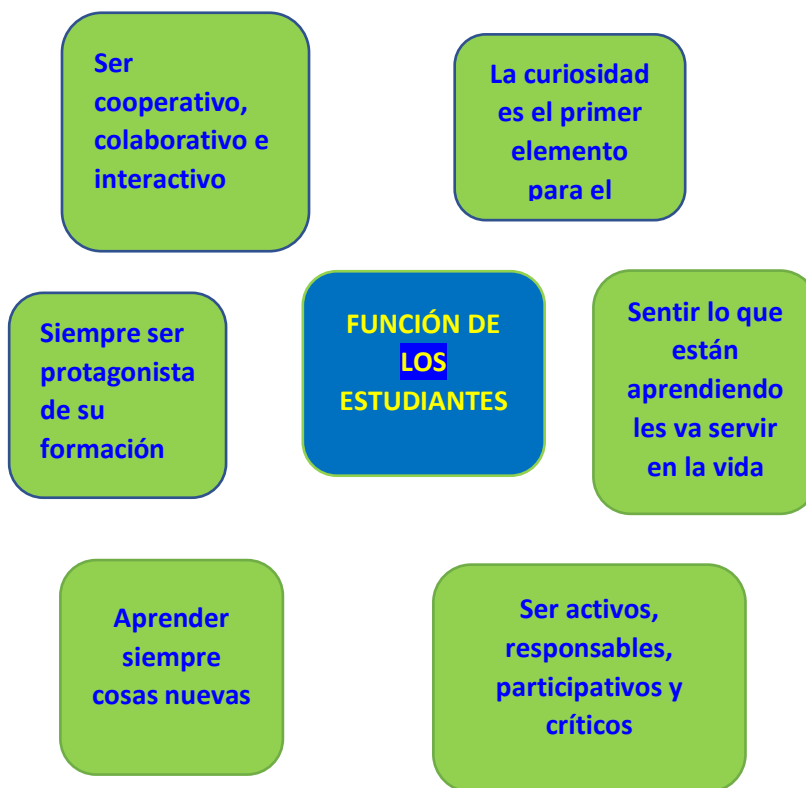 Ser
cooperativo,
colaborativo e
interactivo
La curiosidad
es el primer
elemento
para el
Siempre ser
protagonista
de su
formación
FUNCIÓN DE
LOS
ESTUDIANTES
Sentir lo que
están
aprendiendo
les va servir
en la vida
Aprender
siempre
cosas nuevas
Ser activos,
responsables,
participativos y
críticos